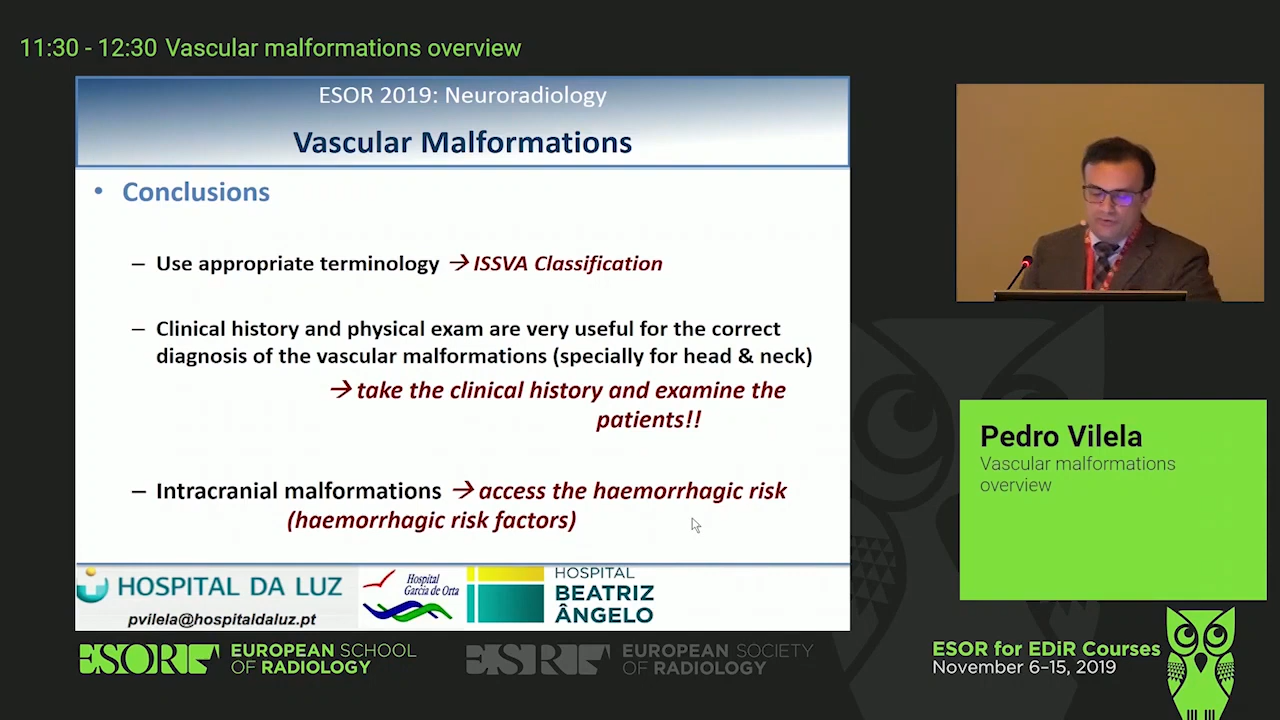 11:30 - 12:30 Vascular malformations overview
ESOR 2019: Neuroradiology
Vascular Malformations
• Conclusions
– Use appropriate terminology → ISSVA Classification
– Clinical history and physical exam are very useful for the correct
diagnosis of the vascular malformations (specially for head & neck)
→ take the clinical history and examine the
patients!!
– Intracranial malformations → access the haemorrhagic risk
(haemorrhagic risk factors)
HOSPITAL DA LUZ
pvilela@hospitaldaluz.pt
Hospital
Garcia de Orta
HOSPITAL
BEATRIZ
ÂNGELO
Pedro Vilela
Vascular malformations
overview
ESOR
EUROPEAN SCHOOL
OF RADIOLOGY
ESR
EUROPEAN SOCIETY
OF RADIOLOGY
ESOR for EDiR Courses
November 6–15, 2019